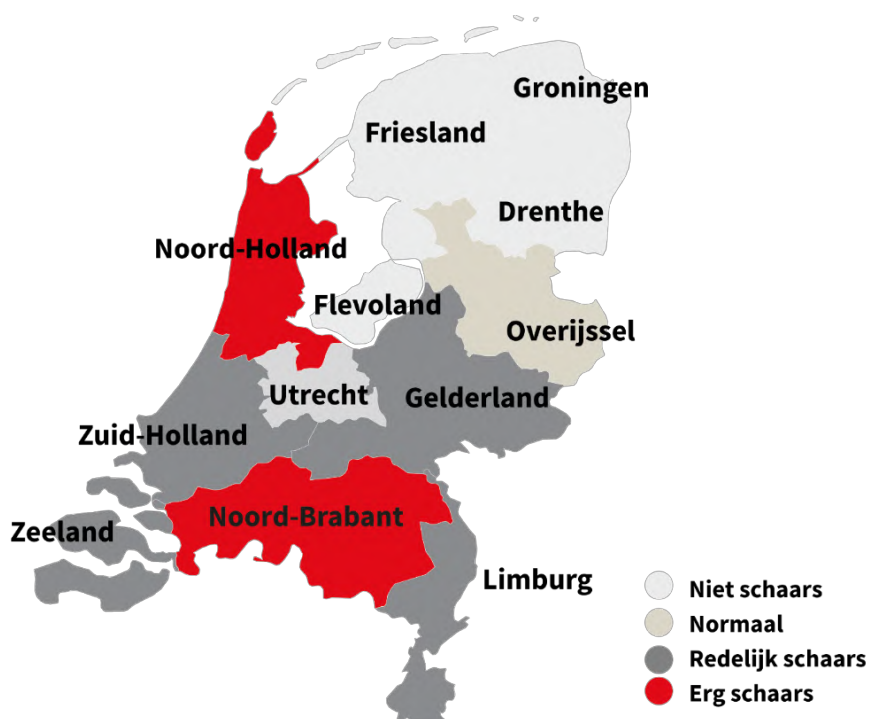 Groningen
Friesland
Drenthe
Noord-Holland
Flevoland
Overijssel
Utrecht
Gelderland
Zuid-Holland
Noord-Brabant
Zeeland
Limburg
Niet schaars
Normaal
Redelijk schaars
Erg schaars